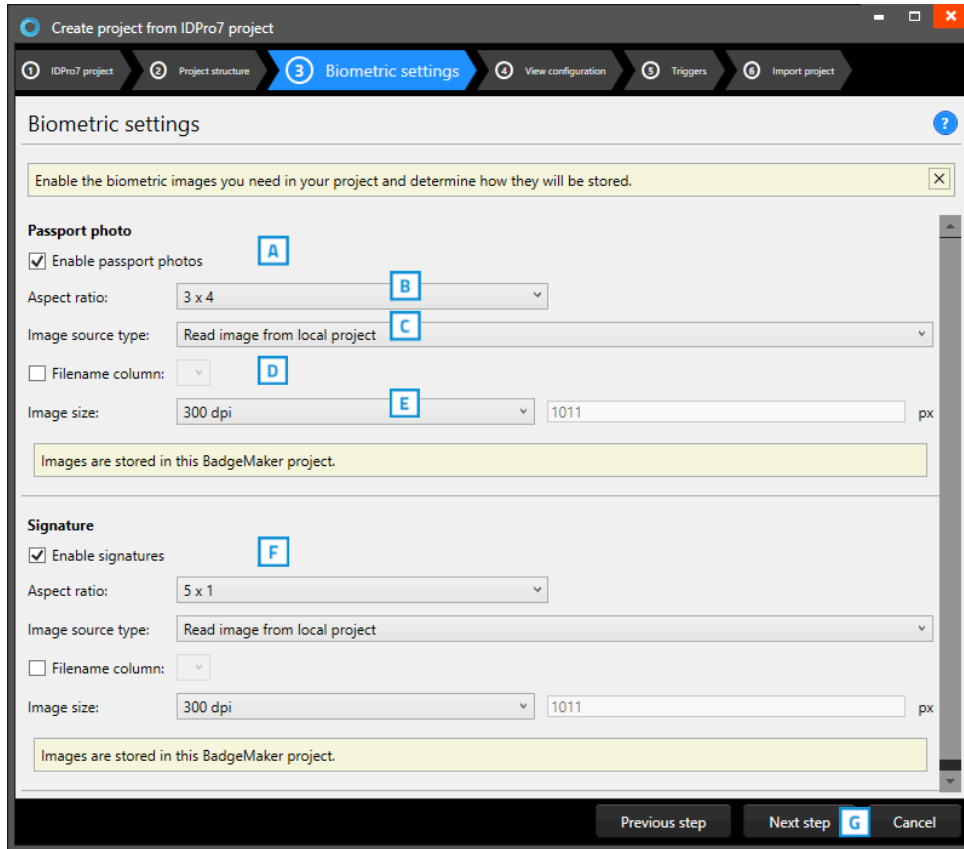 Create project from IDPro7 project
1 IDPro7 project 2 Project structure 3 Biometric settings 4 View configuration 5 Triggers 6 Import project
Biometric settings ?
Enable the biometric images you need in your project and determine how they will be stored.
Passport photo
Enable passport photos A
Aspect ratio: 3 x 4 B
Image source type: Read image from local project C
Filename column: D
Image size: 300 dpi E 1011 px
Images are stored in this BadgeMaker project.
Signature
Enable signatures F
Aspect ratio: 5 x 1
Image source type: Read image from local project
Filename column:
Image size: 300 dpi 1011 px
Images are stored in this BadgeMaker project.
Previous step Next step G Cancel